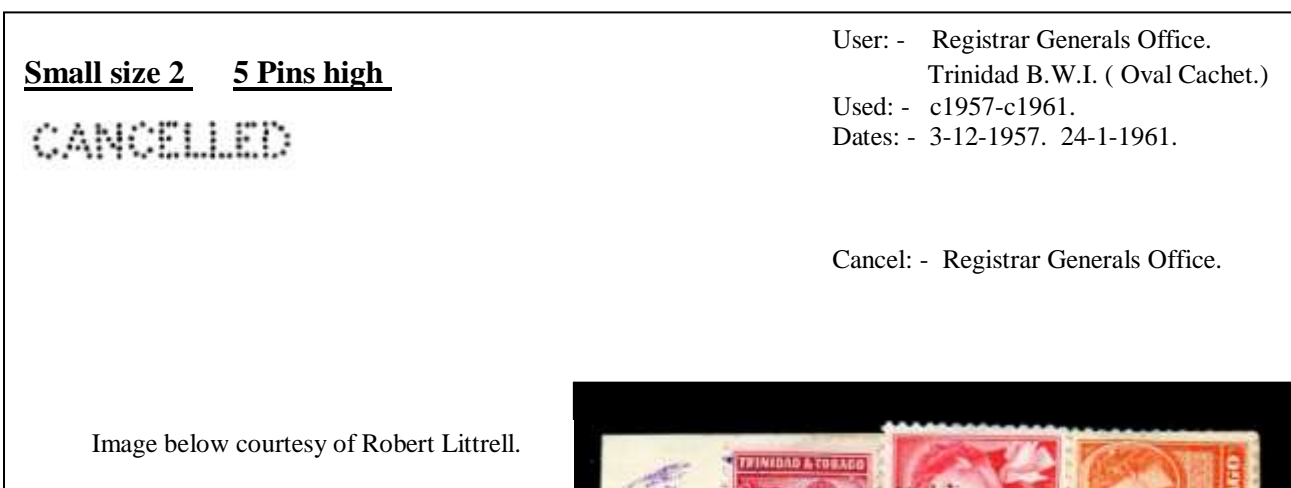 User: - Registrar Generals Office.
Trinidad B.W.I. ( Oval Cachet.)
Used: - c1957-c1961.
Dates: - 3-12-1957. 24-1-1961.
Small size 2 5 Pins high
CANCELLED
Cancel: - Registrar Generals Office.
Image below courtesy of Robert Littrell.
TRINIDAD & TOBAGO